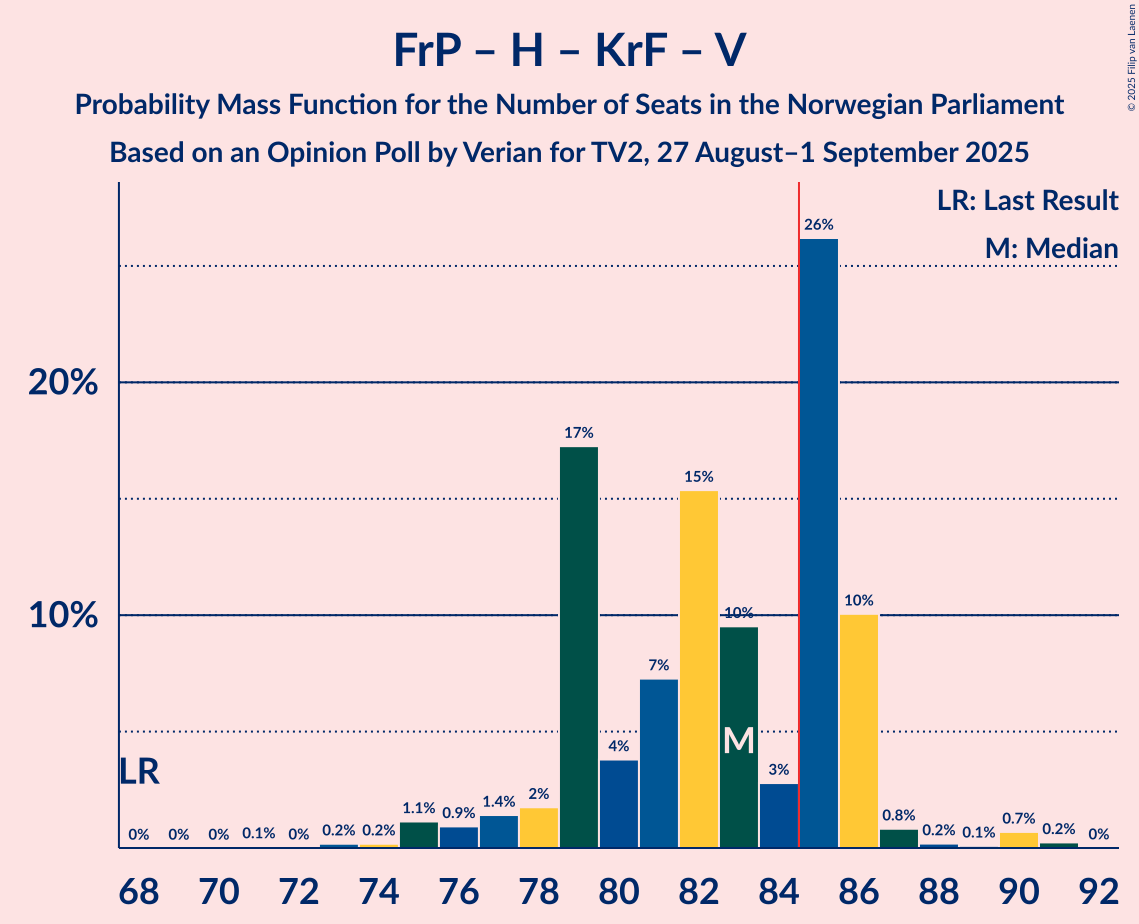 FrP – H – KrF – V
Probability Mass Function for the Number of Seats in the Norwegian Parliament
Based on an Opinion Poll by Verian for TV2, 27 August–1 September 2025
© 2025 Filip van Laenen
LR: Last Result
M: Median
26%
20%
17%
15%
10%
10%
10%
7%
M
4%
3%
LR
2%
1.4%
1.1%
0.9%
0.8%
0.7%
0% 0% 0% 0.1% 0% 0.2% 0.2% 0.2% 0.1% 0.2% 0%
68 70 72 74 76 78 80 82 84 86 88 90 92